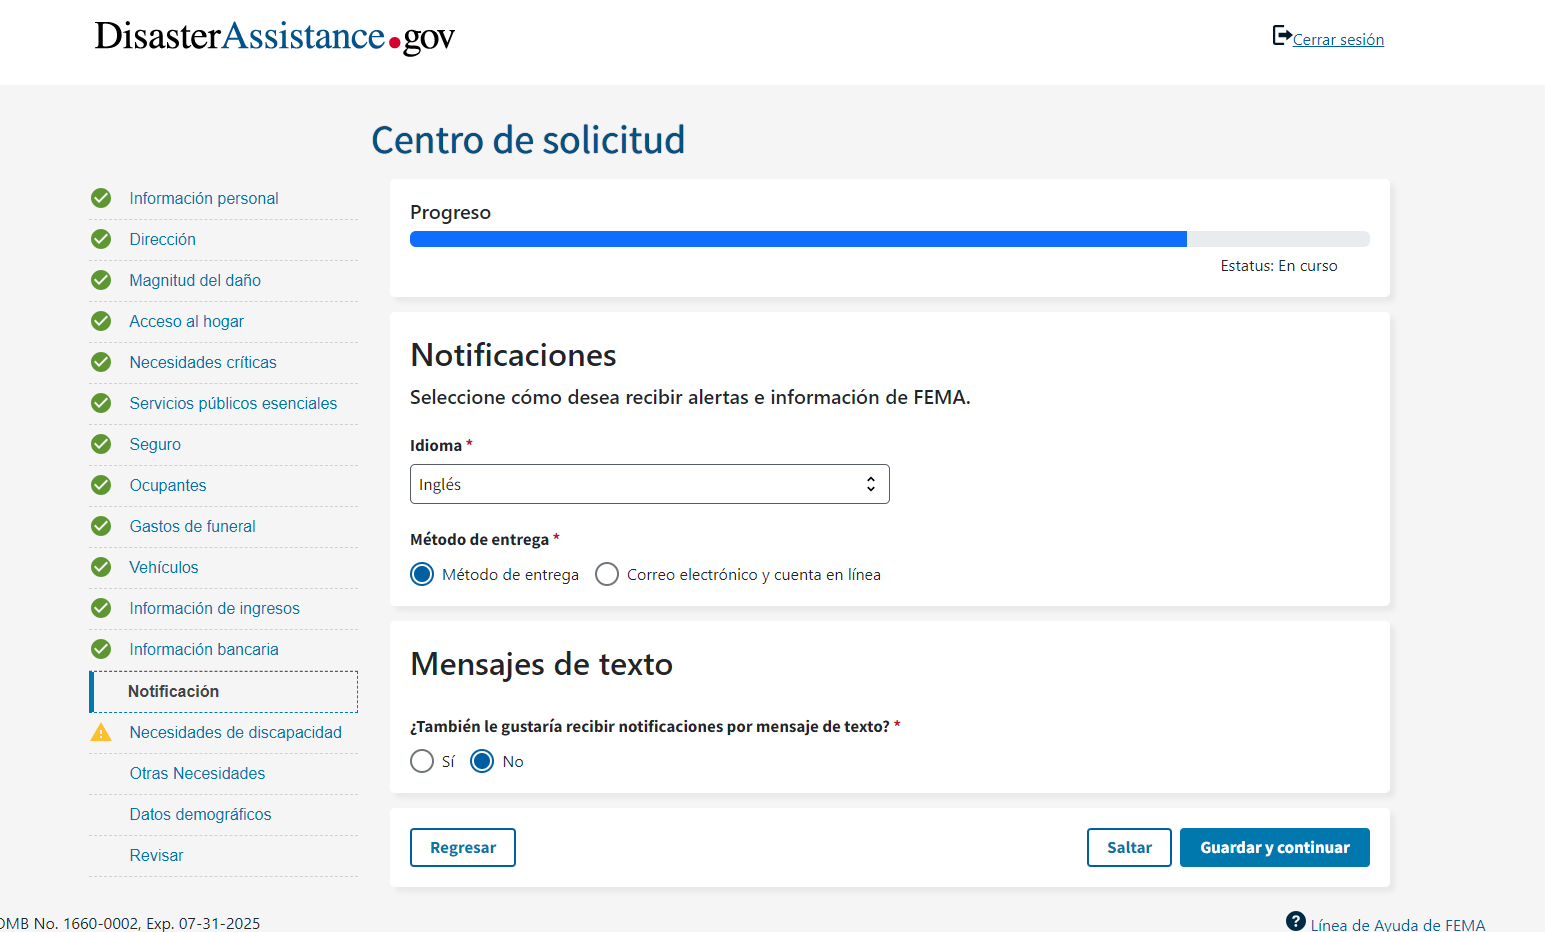 DisasterAssistance.gov
Cerrar sesión
Centro de solicitud
Información personal
Dirección
Magnitud del daño
Acceso al hogar
Necesidades críticas
Servicios públicos esenciales
Seguro
Ocupantes
Gastos de funeral
Vehículos
Información de ingresos
Información bancaria
Notificación
Necesidades de discapacidad
Otras Necesidades
Datos demográficos
Revisar
Progreso
Estatus: En curso
Notificaciones
Seleccione cómo desea recibir alertas e información de FEMA.
Idioma *
Inglés
Método de entrega *
Método de entrega Correo electrónico y cuenta en línea
Mensajes de texto
¿También le gustaría recibir notificaciones por mensaje de texto? *
Sí No
Regresar Saltar Guardar y continuar
OMB No. 1660-0002, Exp. 07-31-2025
Línea de Ayuda de FEMA